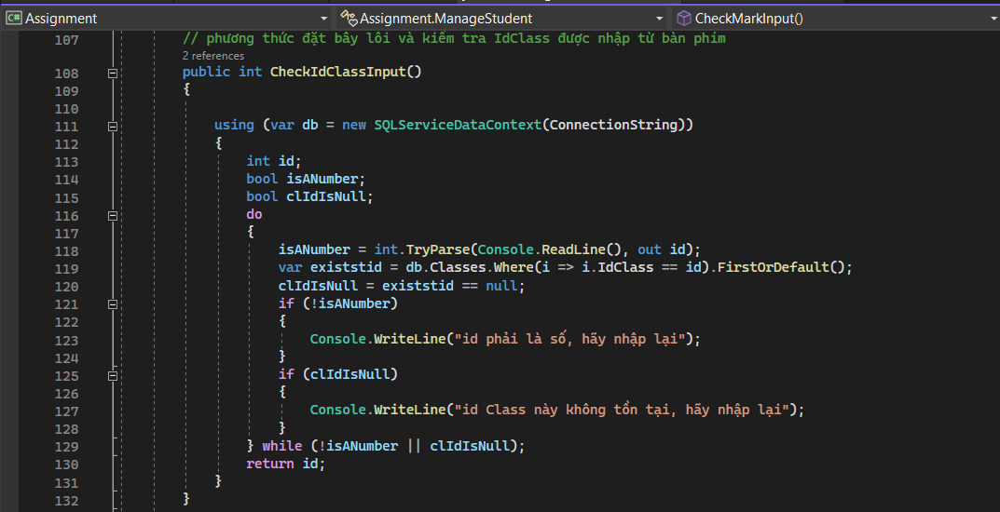 C# Assignment
Assignment.ManageStudent
CheckMarkInput()
107 // phương thức đặt bây lôi và kiểm tra IdClass được nhập từ bàn phím
2 references
108 public int CheckIdClassInput()
109 {
110
111 using (var db = new SQLServiceDataContext(ConnectionString))
112 {
113 int id;
114 bool isANumber;
115 bool clIdIsNull;
116 do
117 {
118 isANumber = int.TryParse(Console.ReadLine(), out id);
119 var existstid = db.Classes.Where(i => i.IdClass == id).FirstOrDefault();
120 clIdIsNull = existstid == null;
121 if (!isANumber)
122 {
123 Console.WriteLine("id phải là số, hãy nhập lại");
124 }
125 if (clIdIsNull)
126 {
127 Console.WriteLine("id Class này không tồn tại, hãy nhập lại");
128 }
129 } while (!isANumber || clIdIsNull);
130 return id;
131 }
132 }